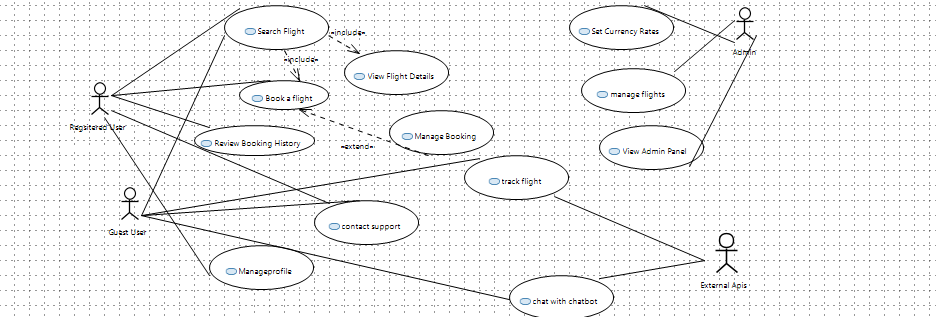 Search Flight
«include»
Set Currency Rates
Admin
«include»
View Flight Details
Book a flight
manage flights
Regsitered User
Review Booking History
Manage Booking
«extend»
View Admin Panel
track flight
Guest User
contact support
Manageprofile
External Apis
chat with chatbot